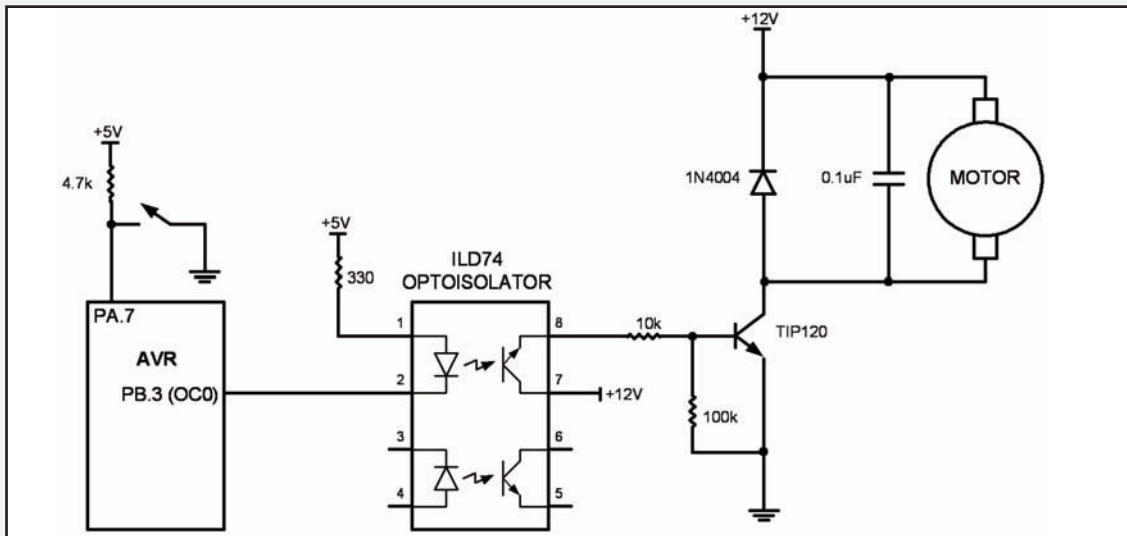 +12V
+5V
4.7k
1N4004
0.1uF
MOTOR
+5V
330
ILD74
OPTOISOLATOR
PA.7
AVR
PB.3 (OC0)
1
2
3
4
8
7
6
5
10k
TIP120
+12V
100k